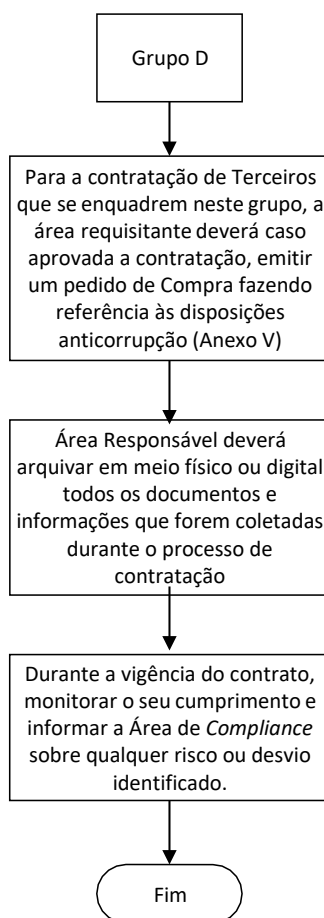 Grupo D
Para a contratação de Terceiros
que se enquadrem neste grupo, a
área requisitante deverá caso
aprovada a contratação, emitir
um pedido de Compra fazendo
referência às disposições
anticorrupção (Anexo V)
Área Responsável deverá
arquivar em meio físico ou digital
todos os documentos e
informações que forem coletadas
durante o processo de
contratação
Durante a vigência do contrato,
monitorar o seu cumprimento e
informar a Área de Compliance
sobre qualquer risco ou desvio
identificado.
Fim